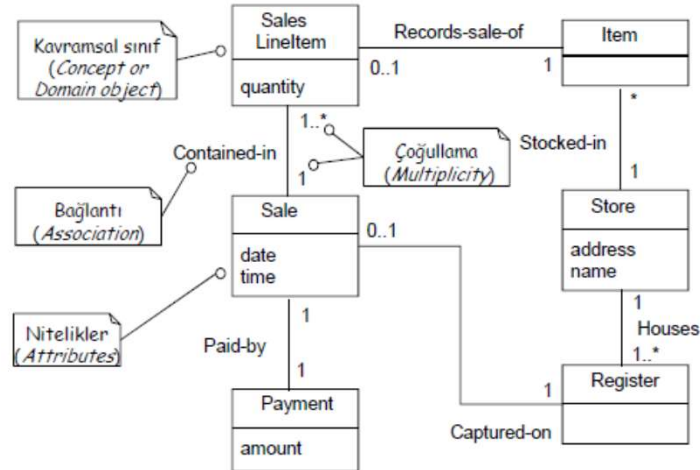 Kavramsal sınıf
(Concept or
Domain object)
Sales
LineItem
quantity
Records-sale-of
0..1
1
Item
1..*
Contained-in
1
Çoğullama
(Multiplicity)
*
Stocked-in
1
Bağlantı
(Association)
Sale
date
time
0..1
Store
address
name
Nitelikler
(Attributes)
1
Paid-by
1
1
Houses
1..*
Payment
amount
1
Captured-on
Register